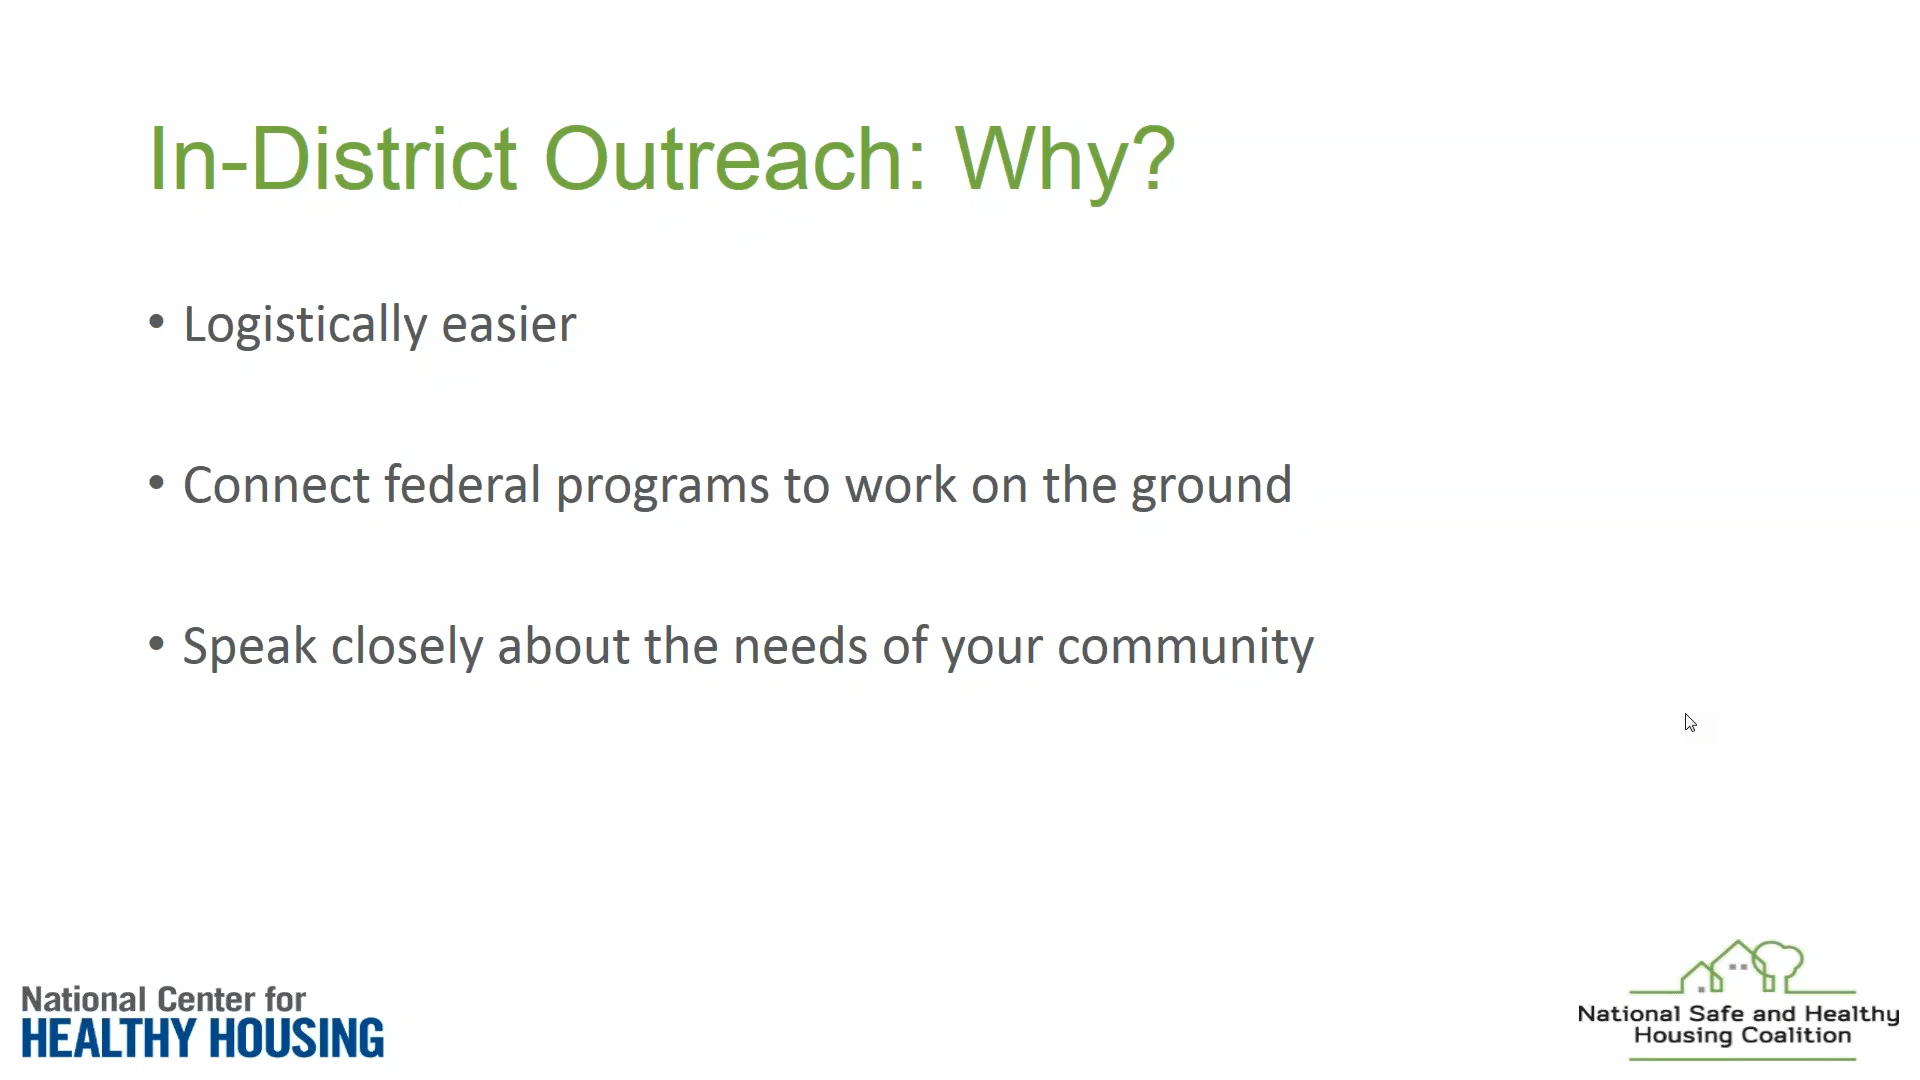 In-District Outreach: Why?
• Logistically easier
• Connect federal programs to work on the ground
• Speak closely about the needs of your community
National Center for
HEALTHY HOUSING
National Safe and Healthy
Housing Coalition